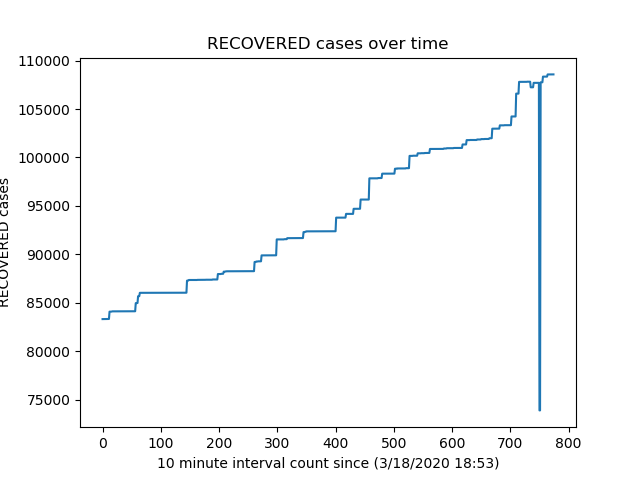 RECOVERED cases over time
110000
105000
100000
95000
90000
85000
80000
75000
RECOVERED cases
0 100 200 300 400 500 600 700 800
10 minute interval count since (3/18/2020 18:53)